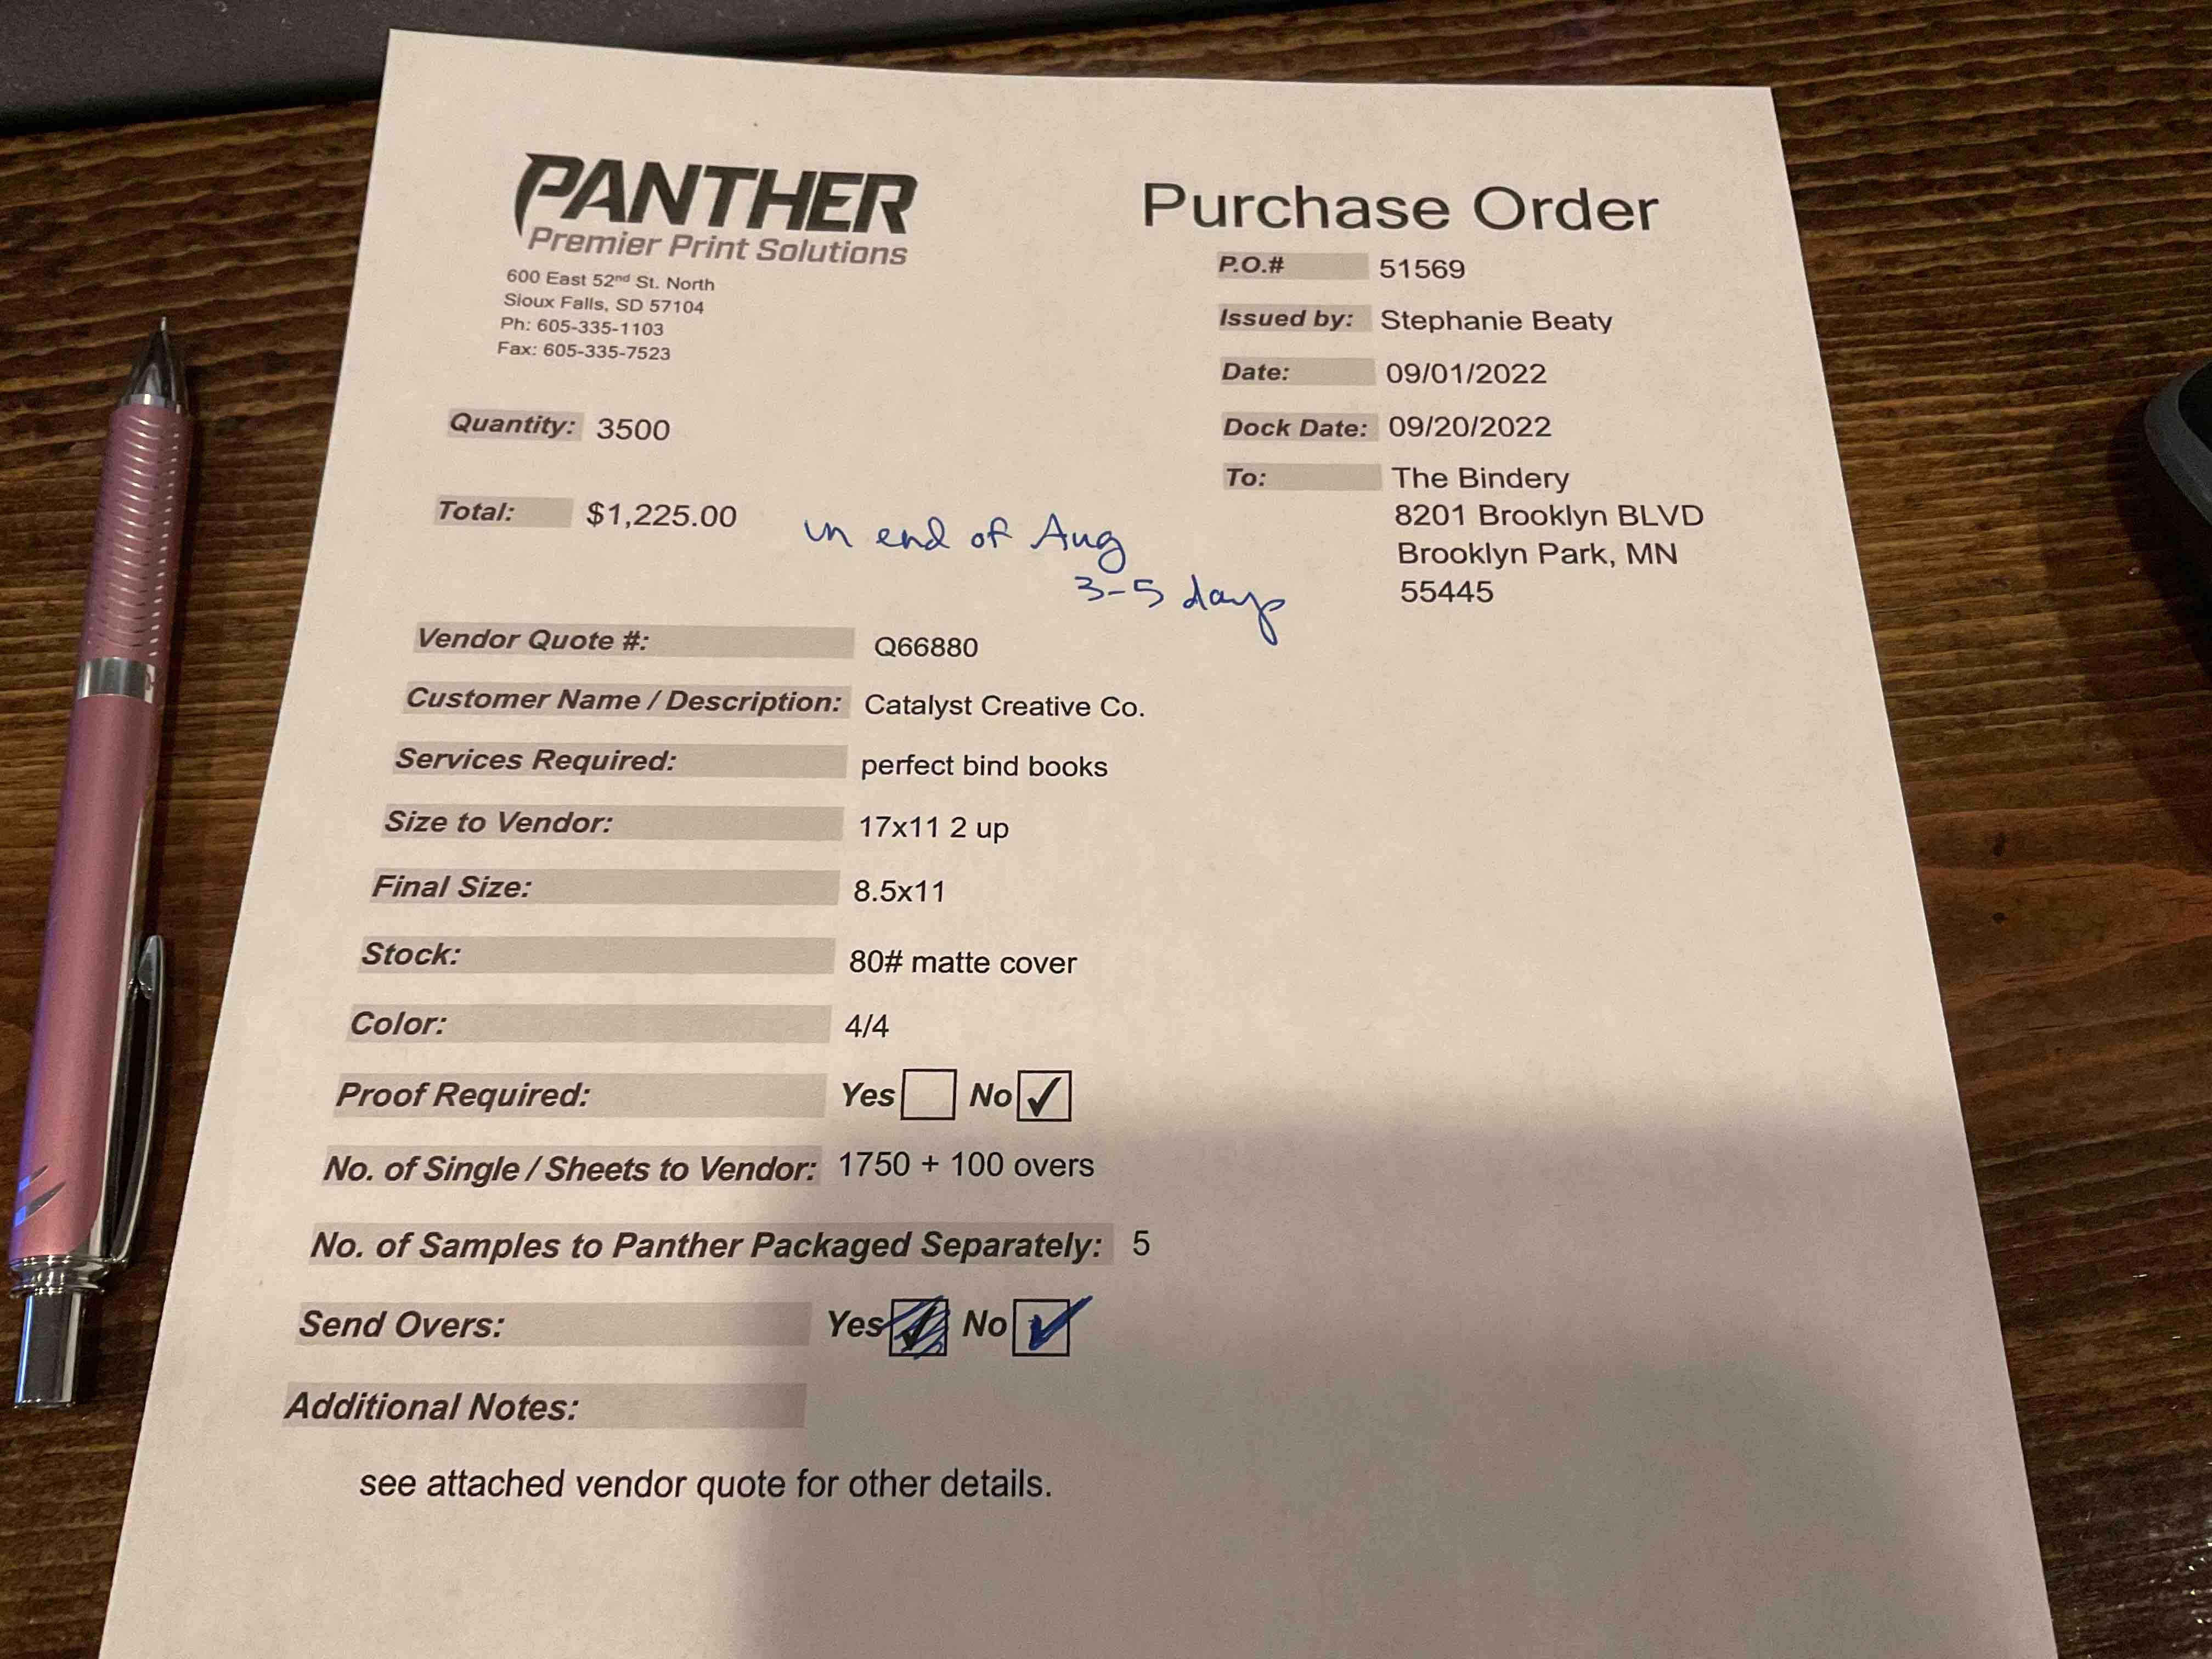 PANTHER
Premier Print Solutions
600 East 52nd St. North
Sioux Falls, SD 57104
Ph: 605-335-1103
Fax: 605-335-7523
Purchase Order
P.O.# 51569
Issued by: Stephanie Beaty
Date: 09/01/2022
Dock Date: 09/20/2022
To: The Bindery
8201 Brooklyn BLVD
Brooklyn Park, MN
55445
Quantity: 3500
Total: $1,225.00
in end of Aug
3-5 days
Vendor Quote #: Q66880
Customer Name / Description: Catalyst Creative Co.
Services Required: perfect bind books
Size to Vendor: 17x11 2 up
Final Size: 8.5x11
Stock: 80# matte cover
Color: 4/4
Proof Required: Yes No ✓
No. of Single / Sheets to Vendor: 1750 + 100 overs
No. of Samples to Panther Packaged Separately: 5
Send Overs: Yes ✓ No ✓
Additional Notes:
see attached vendor quote for other details.